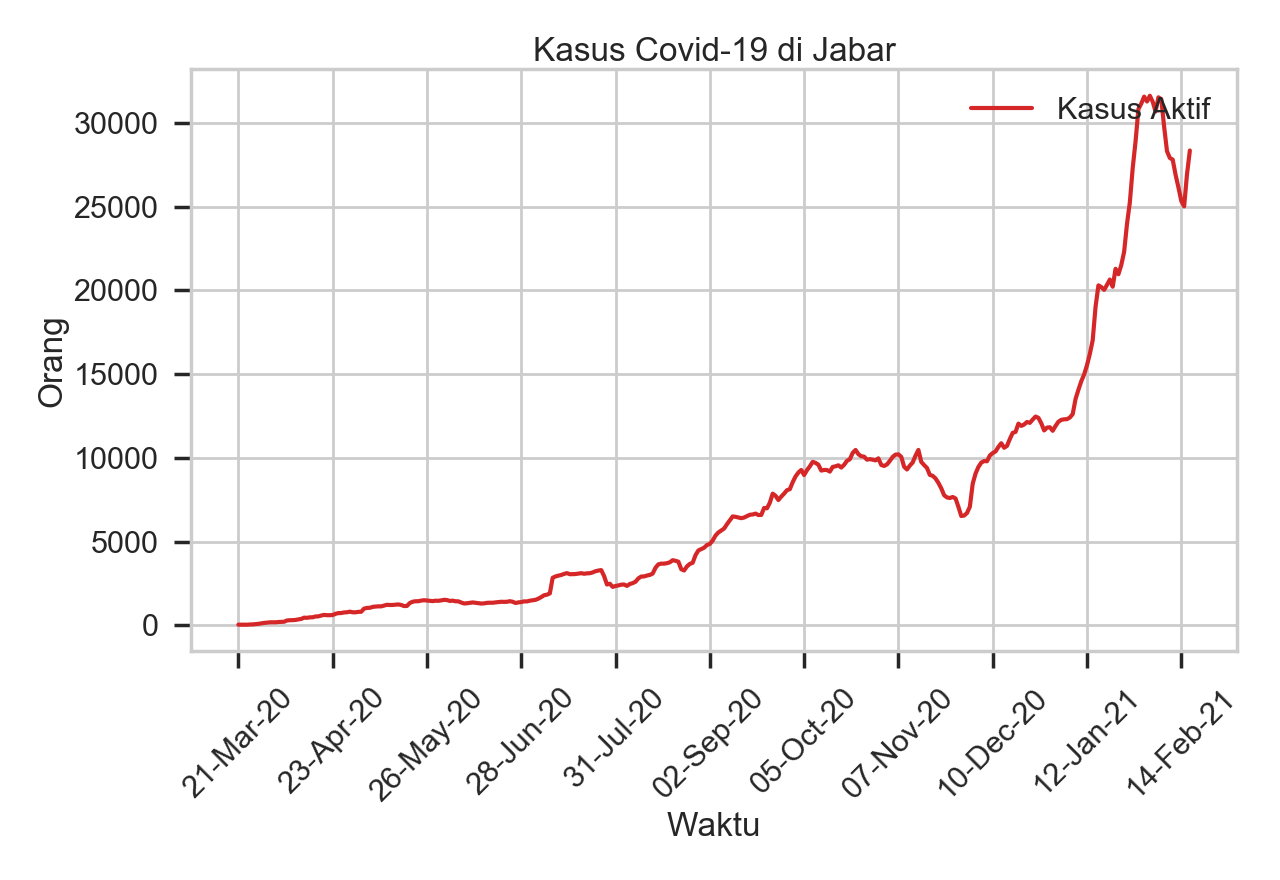 Kasus Covid-19 di Jabar
Kasus Aktif
30000
25000
20000
15000
10000
5000
0
Orang
21-Mar-20
23-Apr-20
26-May-20
28-Jun-20
31-Jul-20
02-Sep-20
05-Oct-20
07-Nov-20
10-Dec-20
12-Jan-21
14-Feb-21
Waktu